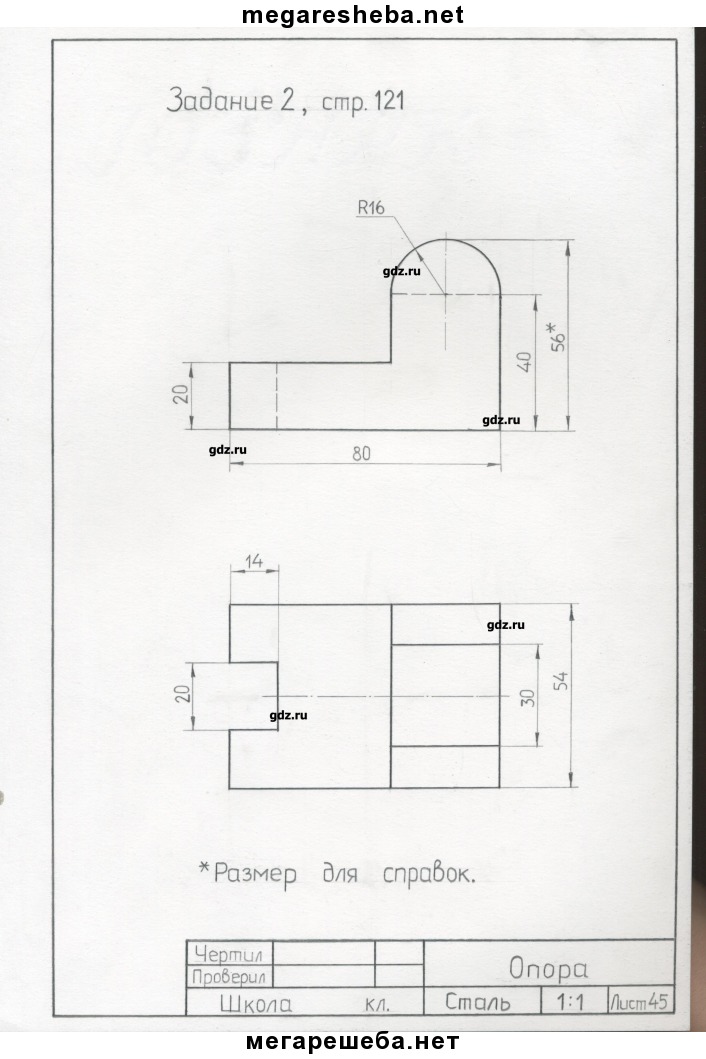 megaresheba.net
Задание 2, стр. 121
R16
gdz.ru
56*
40
20
gdz.ru
gdz.ru
80
14
gdz.ru
20
54
30
gdz.ru
*Размер для справок.
Чертил
Опора
Проверил
Школа кл. Сталь 1:1 Лист 45
мегарешеба.нет